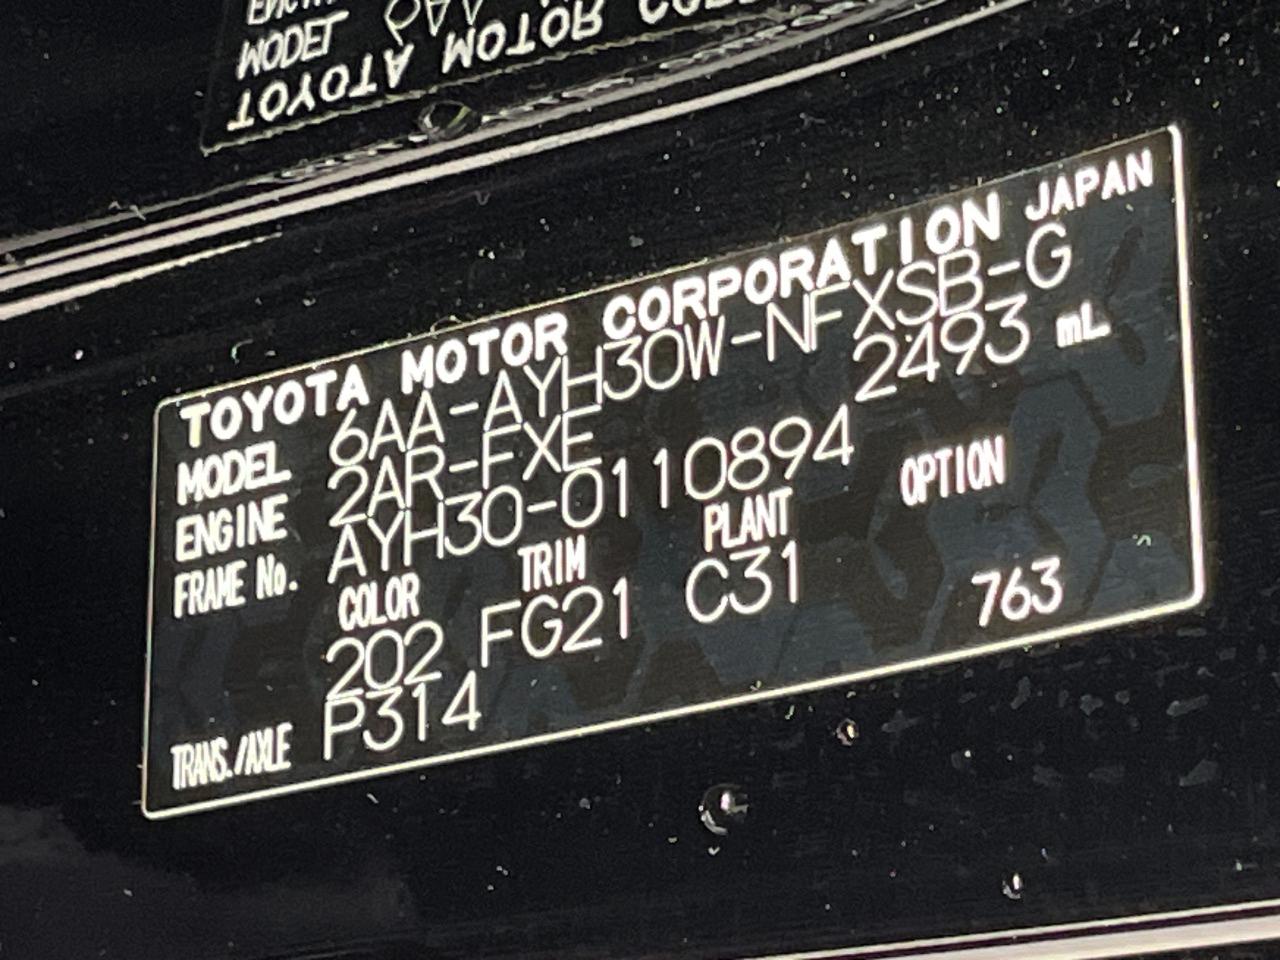 TOYOTA MOTOR CORPORATION JAPAN
MODEL 6AA-AYH30W-NFXSB-G
ENGINE 2AR-FXE 2493 mL
FRAME No. AYH30-0110894
COLOR TRIM PLANT OPTION
202 FG21 C31 763
TRANS./AXLE P314